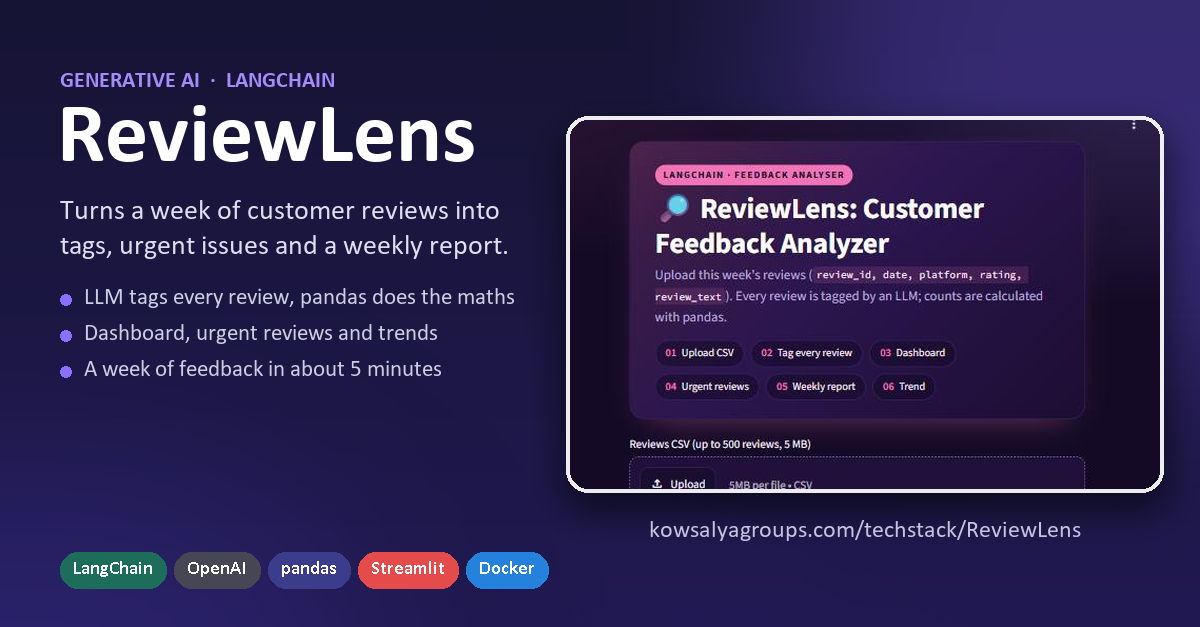 GENERATIVE AI · LANGCHAIN
ReviewLens
Turns a week of customer reviews into
tags, urgent issues and a weekly report.
LLM tags every review, pandas does the maths
Dashboard, urgent reviews and trends
A week of feedback in about 5 minutes
LangChain OpenAI pandas Streamlit Docker
LANGCHAIN · FEEDBACK ANALYSER
ReviewLens: Customer
Feedback Analyzer
Upload this week's reviews (review_id, date, platform, rating,
review_text). Every review is tagged by an LLM; counts are calculated
with pandas.
01 Upload CSV 02 Tag every review 03 Dashboard
04 Urgent reviews 05 Weekly report 06 Trend
Reviews CSV (up to 500 reviews, 5 MB)
Upload 5MB per file • CSV
kowsalyagroups.com/techstack/ReviewLens